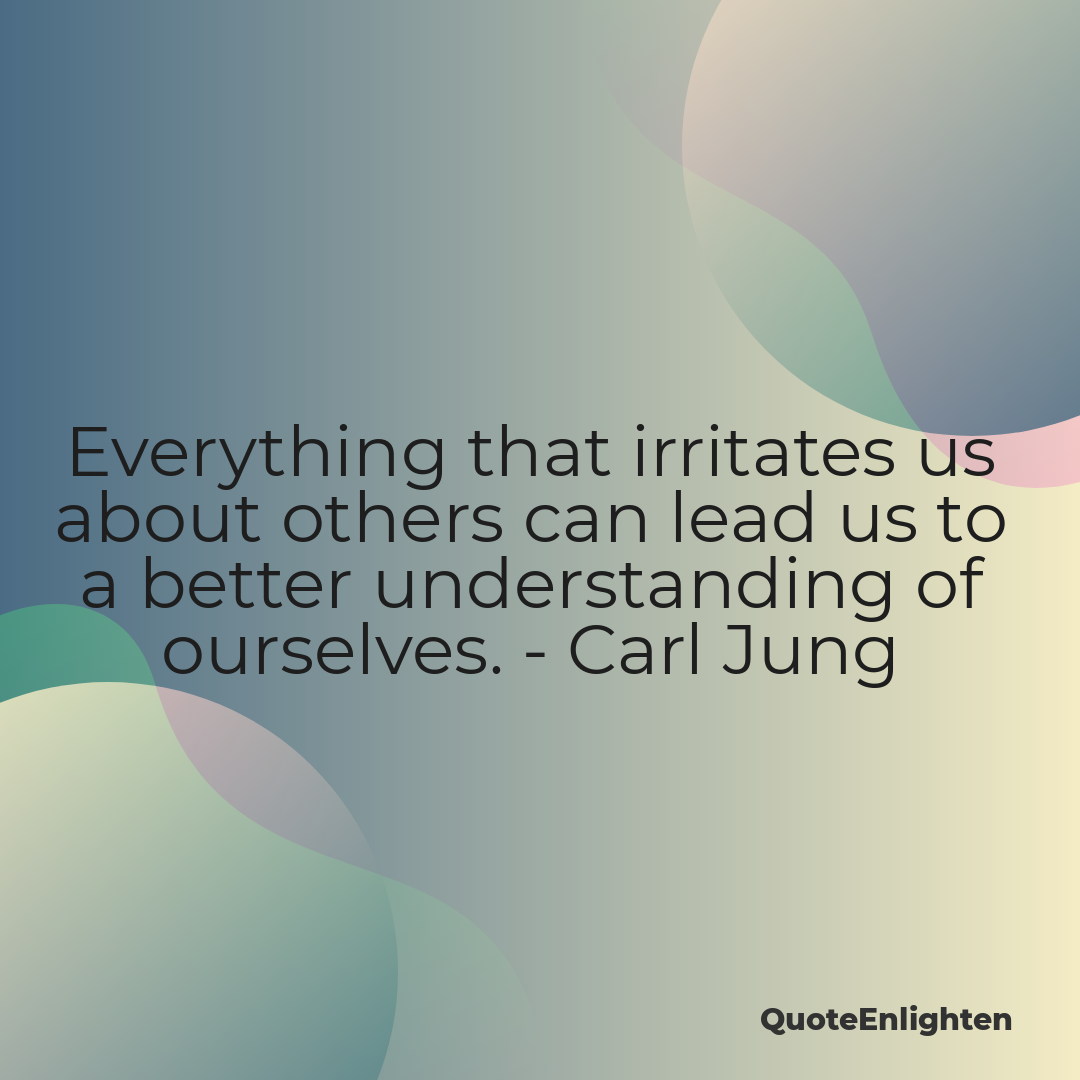 Everything that irritates us
about others can lead us to
a better understanding of
ourselves. - Carl Jung
QuoteEnlighten